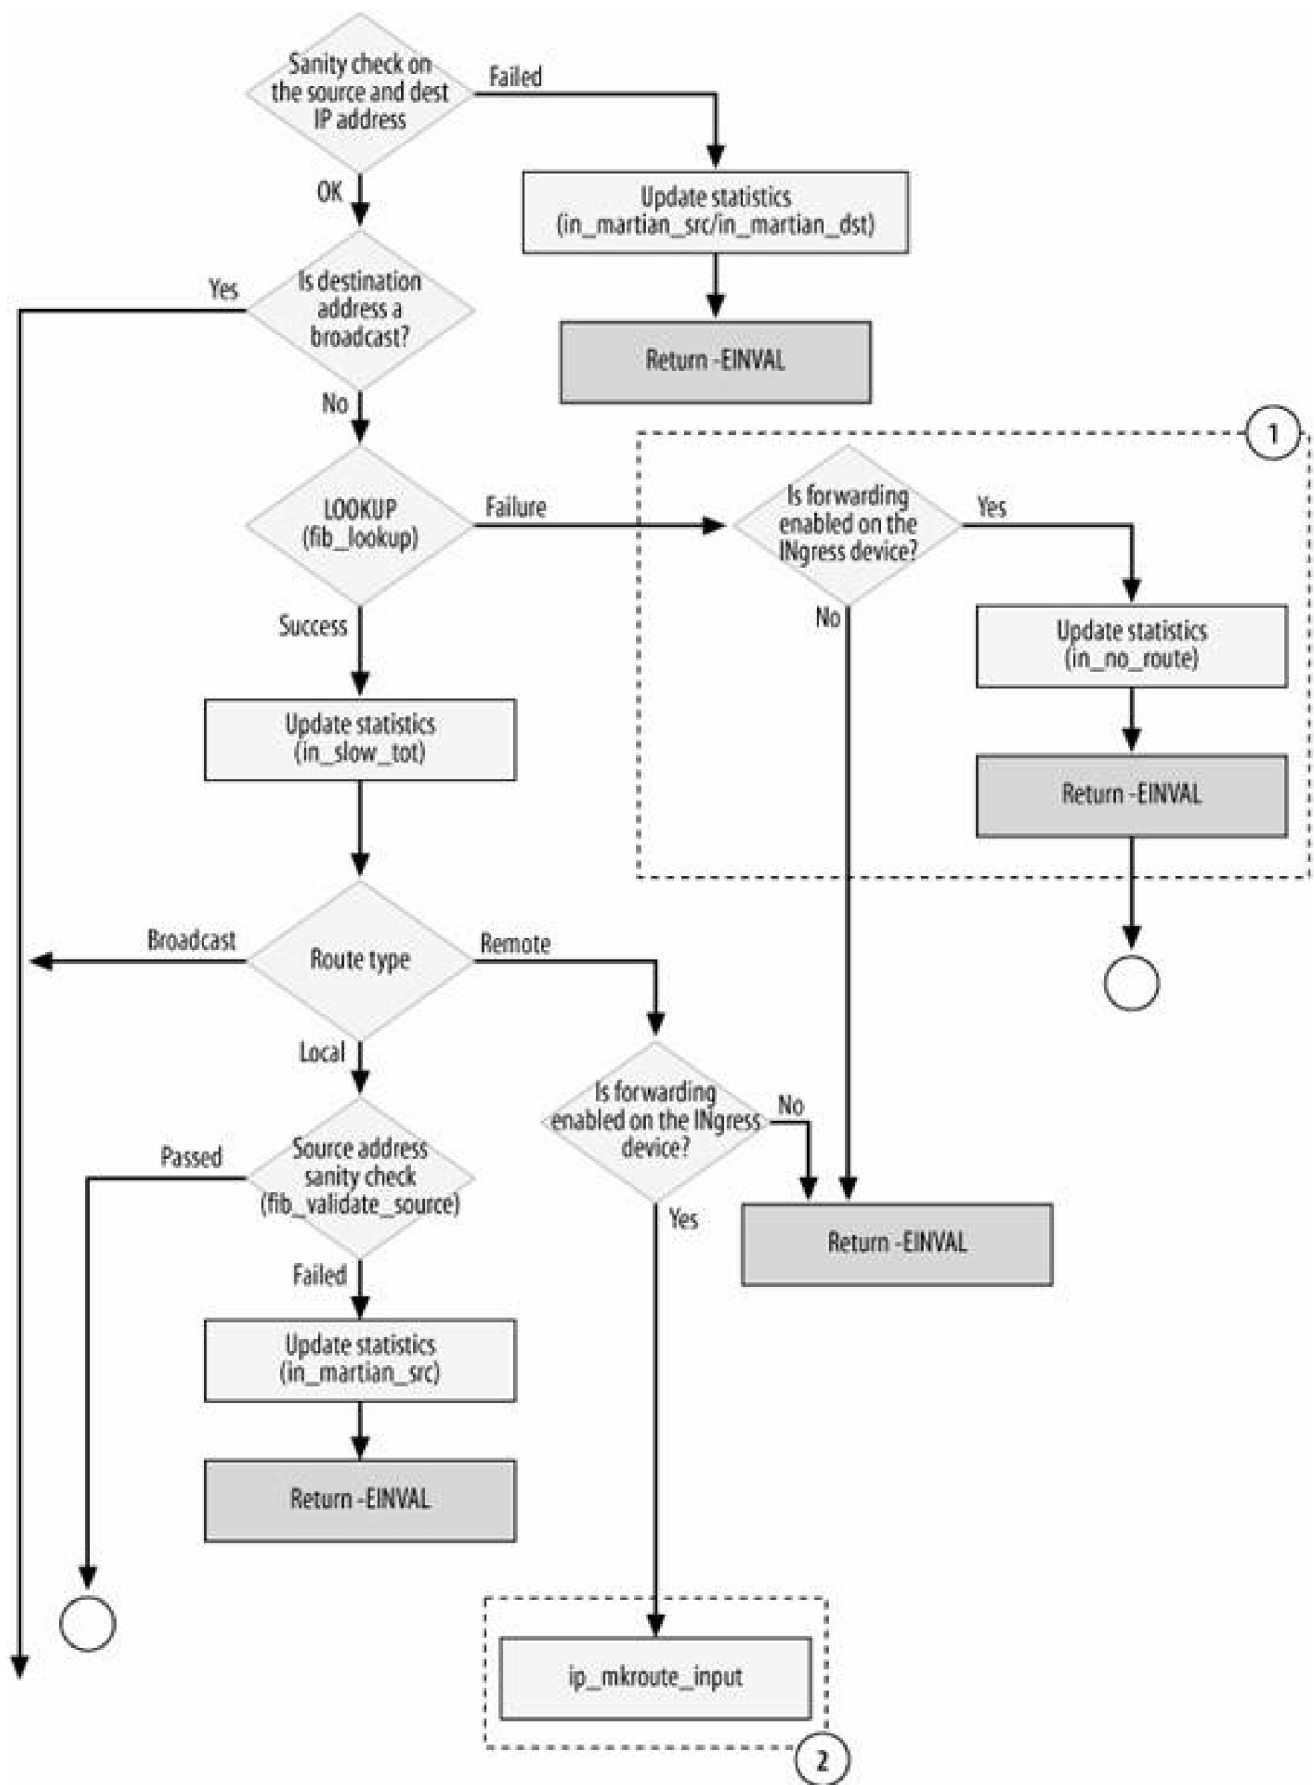 Sanity check on
the source and dest
IP address
Failed
OK
Update statistics
(in_martian_src/in_martian_dst)
Yes
Is destination
address a
broadcast?
Return -EINVAL
No
1
LOOKUP
(fib_lookup)
Failure
Is forwarding
enabled on the
INgress device?
Yes
No
Success
Update statistics
(in_no_route)
Update statistics
(in_slow_tot)
Return -EINVAL
Broadcast
Route type
Remote
Local
Is forwarding
enabled on the INgress
device?
No
Passed
Source address
sanity check
(fib_validate_source)
Yes
Return -EINVAL
Failed
Update statistics
(in_martian_src)
Return -EINVAL
ip_mkroute_input
2